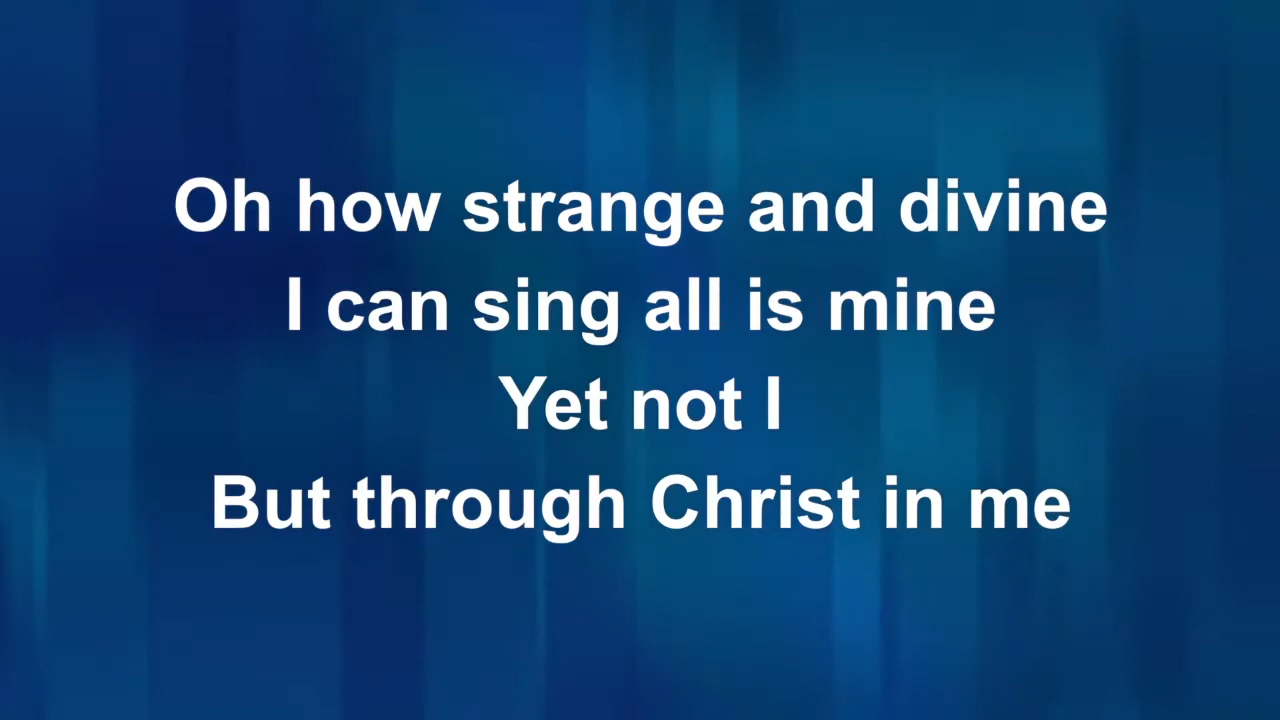 Oh how strange and divine
I can sing all is mine
Yet not I
But through Christ in me